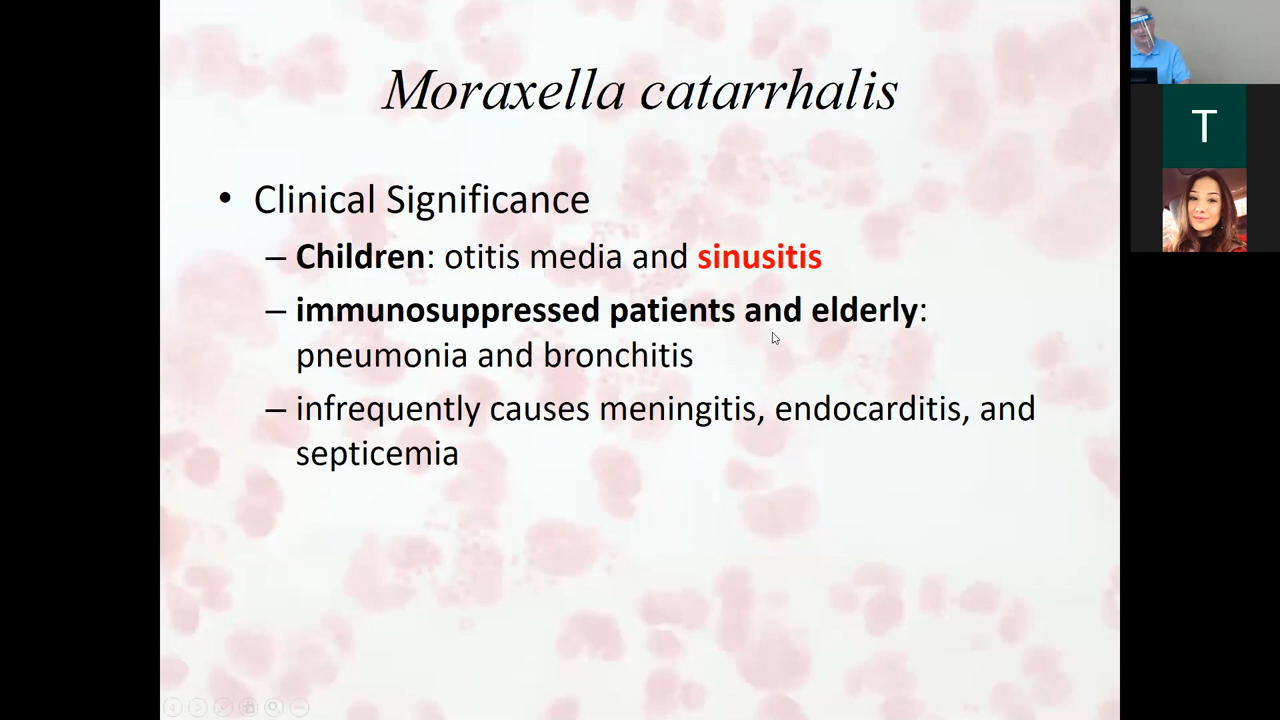 Moraxella catarrhalis
• Clinical Significance
– Children: otitis media and sinusitis
– immunosuppressed patients and elderly:
pneumonia and bronchitis
– infrequently causes meningitis, endocarditis, and
septicemia
T